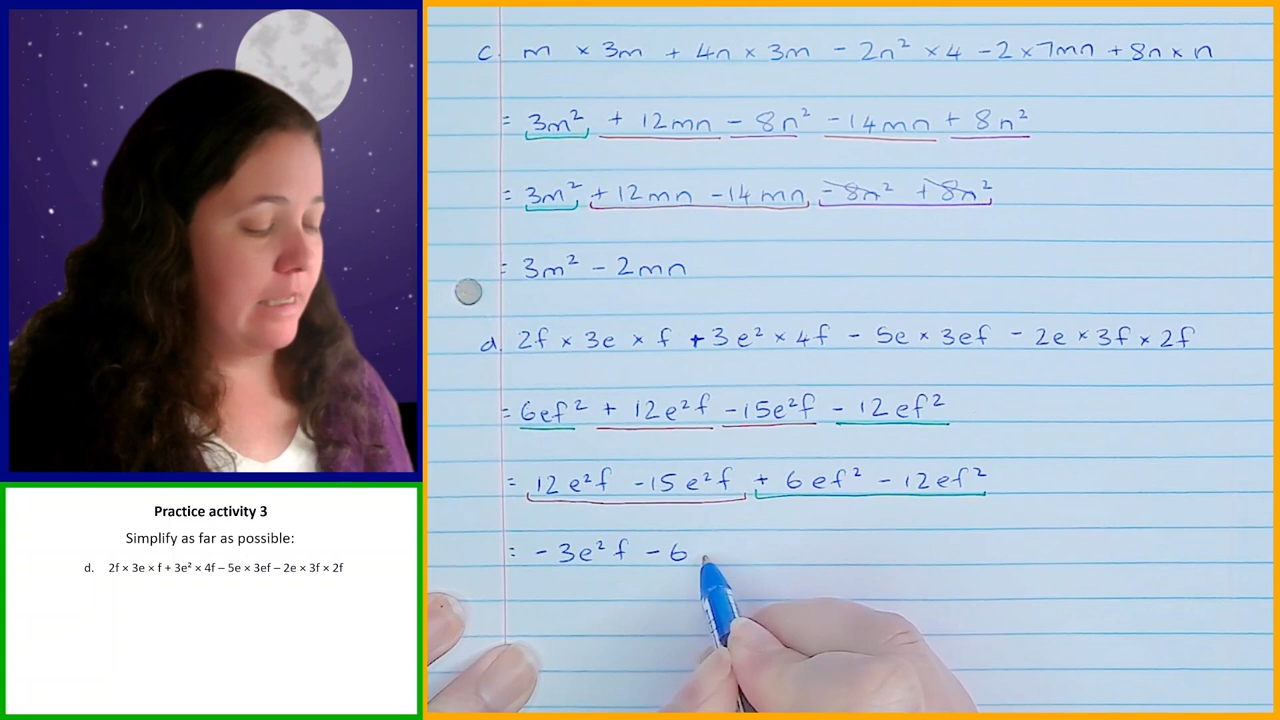 c. m × 3m + 4n × 3m - 2n² × 4 - 2 × 7mn + 8n × n
= 3m² + 12mn - 8n² - 14mn + 8n²
= 3m² + 12mn - 14mn - 8n² + 8n²
= 3m² - 2mn
d. 2f × 3e × f + 3e² × 4f - 5e × 3ef - 2e × 3f × 2f
= 6ef² + 12e²f - 15e²f - 12ef²
= 12e²f - 15e²f + 6ef² - 12ef²
= - 3e²f - 6
Practice activity 3
Simplify as far as possible:
d. 2f × 3e × f + 3e² × 4f – 5e × 3ef – 2e × 3f × 2f